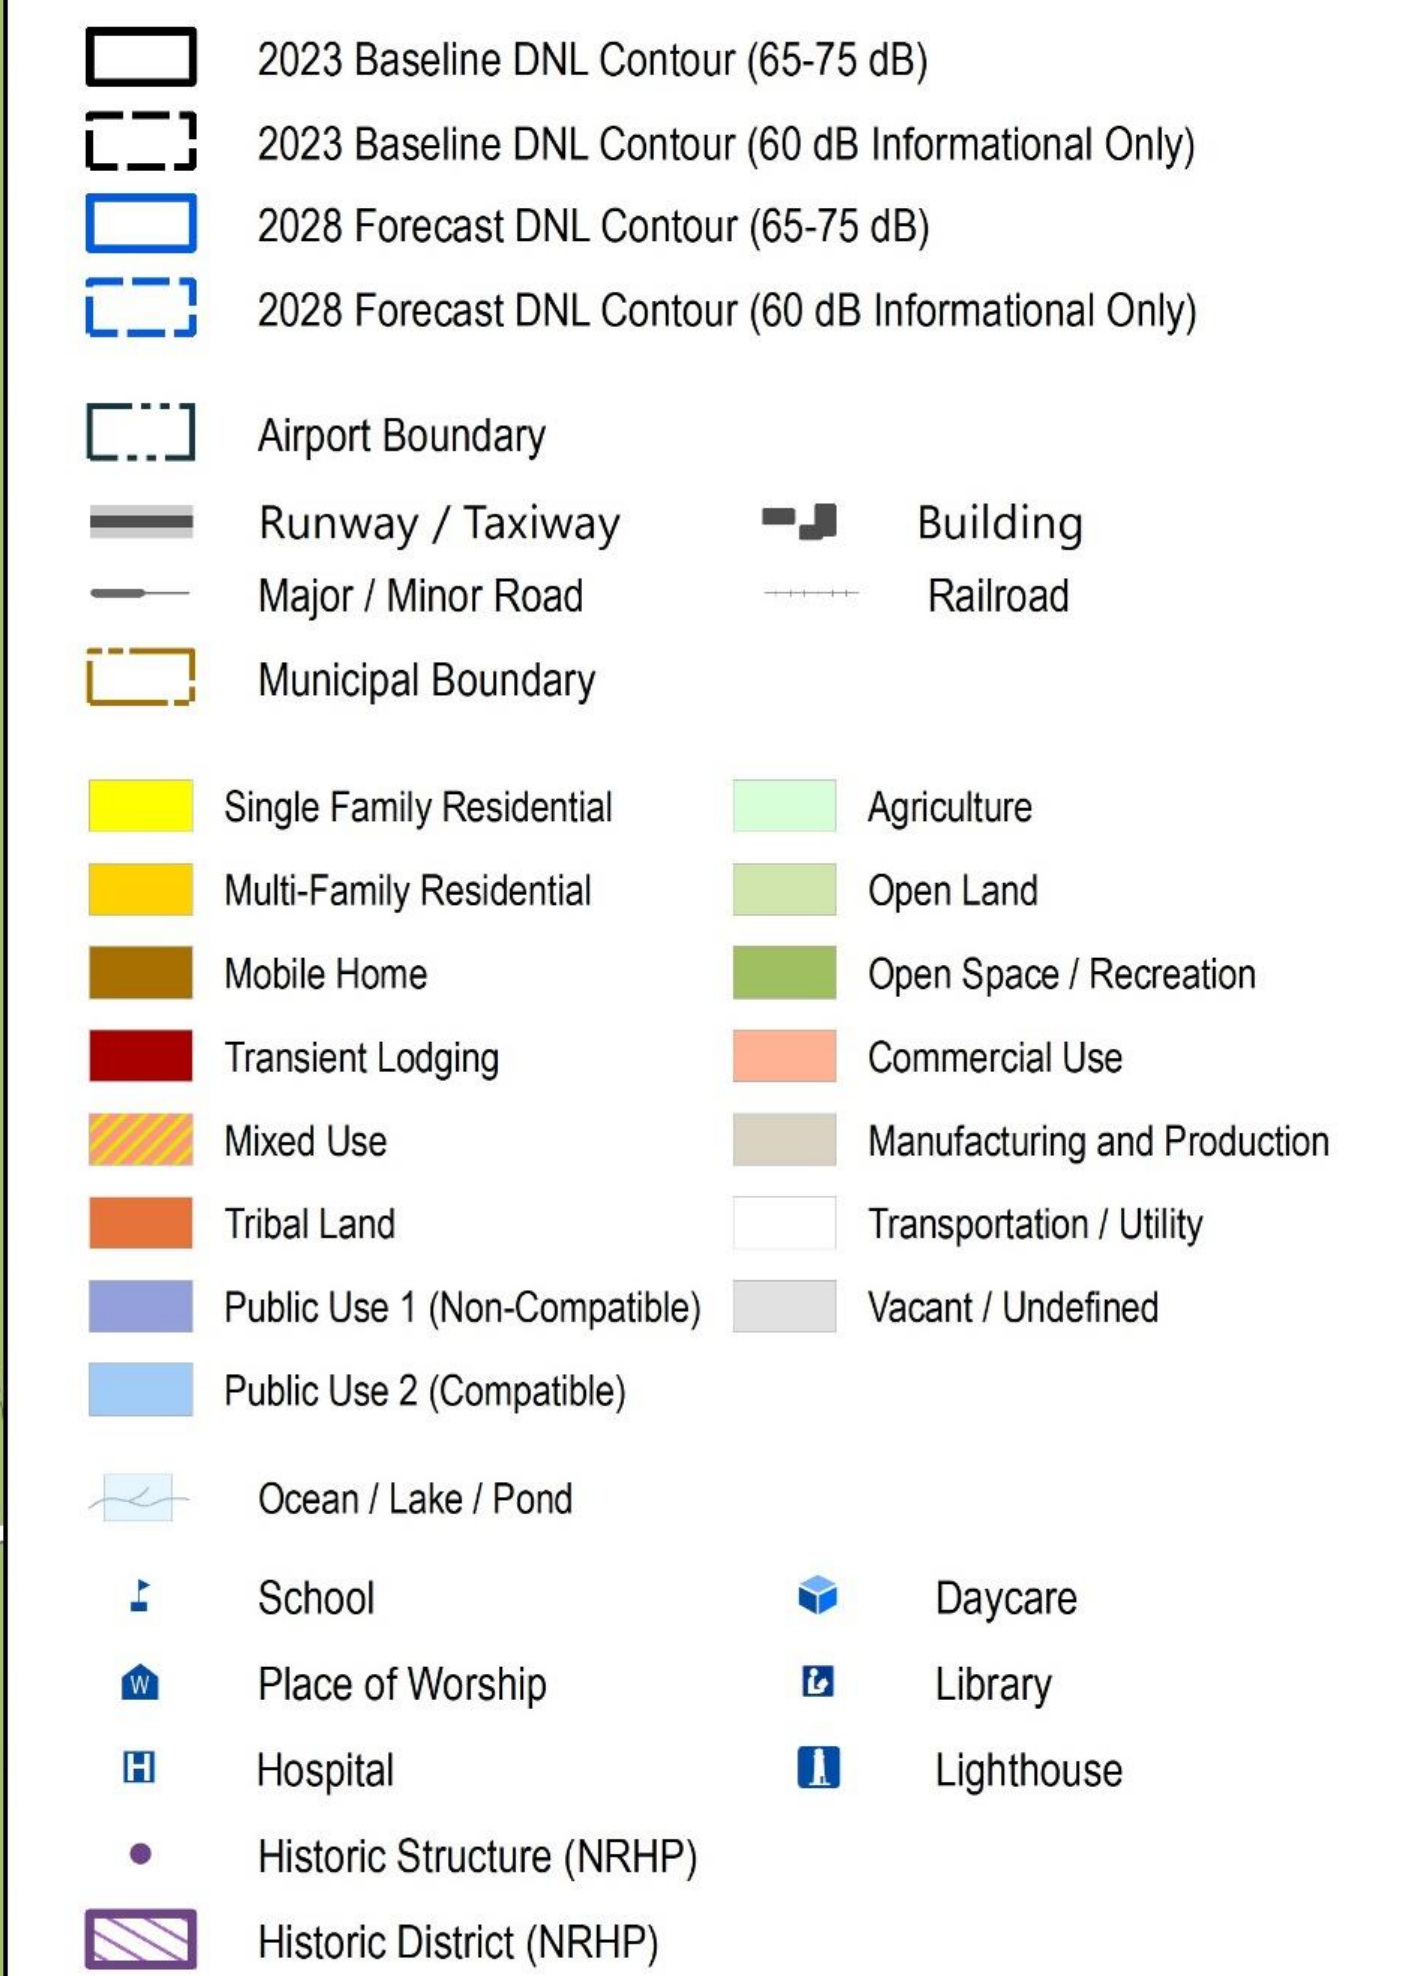 2023 Baseline DNL Contour (65-75 dB)
2023 Baseline DNL Contour (60 dB Informational Only)
2028 Forecast DNL Contour (65-75 dB)
2028 Forecast DNL Contour (60 dB Informational Only)
Airport Boundary
Runway / Taxiway
Building
Major / Minor Road
Railroad
Municipal Boundary
Single Family Residential
Agriculture
Multi-Family Residential
Open Land
Mobile Home
Open Space / Recreation
Transient Lodging
Commercial Use
Mixed Use
Manufacturing and Production
Tribal Land
Transportation / Utility
Public Use 1 (Non-Compatible)
Vacant / Undefined
Public Use 2 (Compatible)
Ocean / Lake / Pond
School
Daycare
W
Place of Worship
Library
H
Hospital
Lighthouse
Historic Structure (NRHP)
Historic District (NRHP)